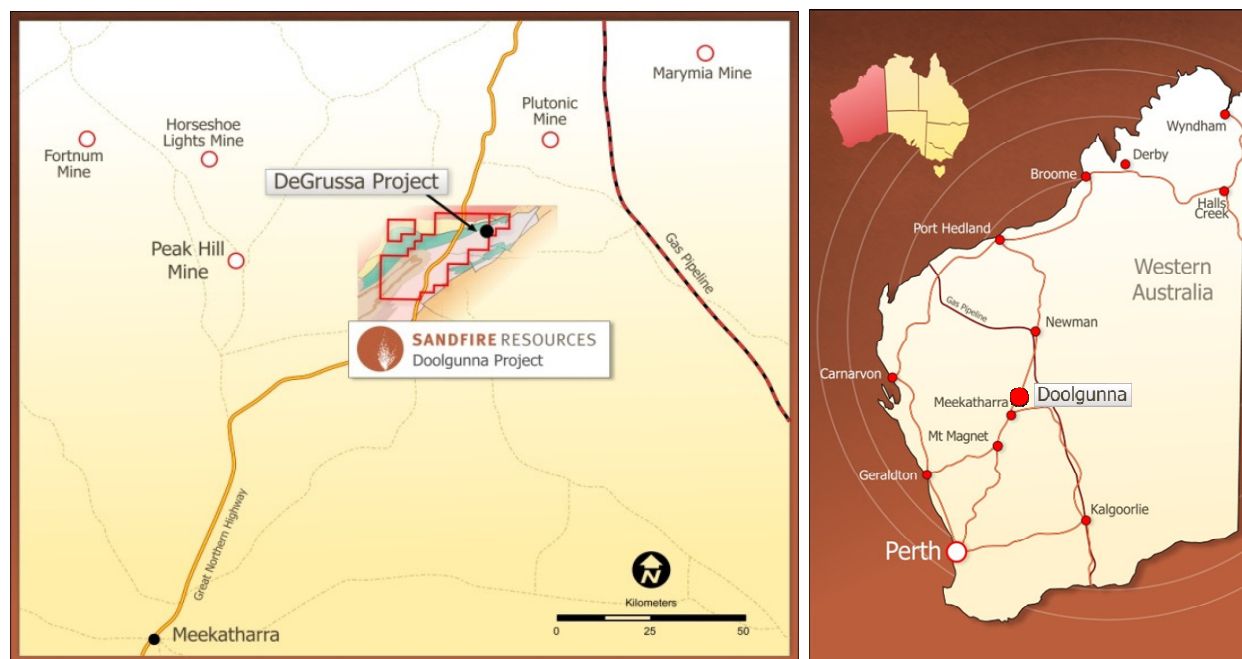 Marymia Mine
Plutonic
Mine
Horseshoe
Lights Mine
Fortnum
Mine
DeGrussa Project
Peak Hill
Mine
Gas Pipeline
SANDFIRE RESOURCES
Doolgunna Project
Great Northern Highway
N
Kilometers
0 25 50
Meekatharra
Wyndham
Derby
Broome
Halls
Creek
Port Hedland
Western
Australia
Gas Pipeline
Newman
Carnarvon
Doolgunna
Meekatharra
Mt Magnet
Geraldton
Kalgoorlie
Perth